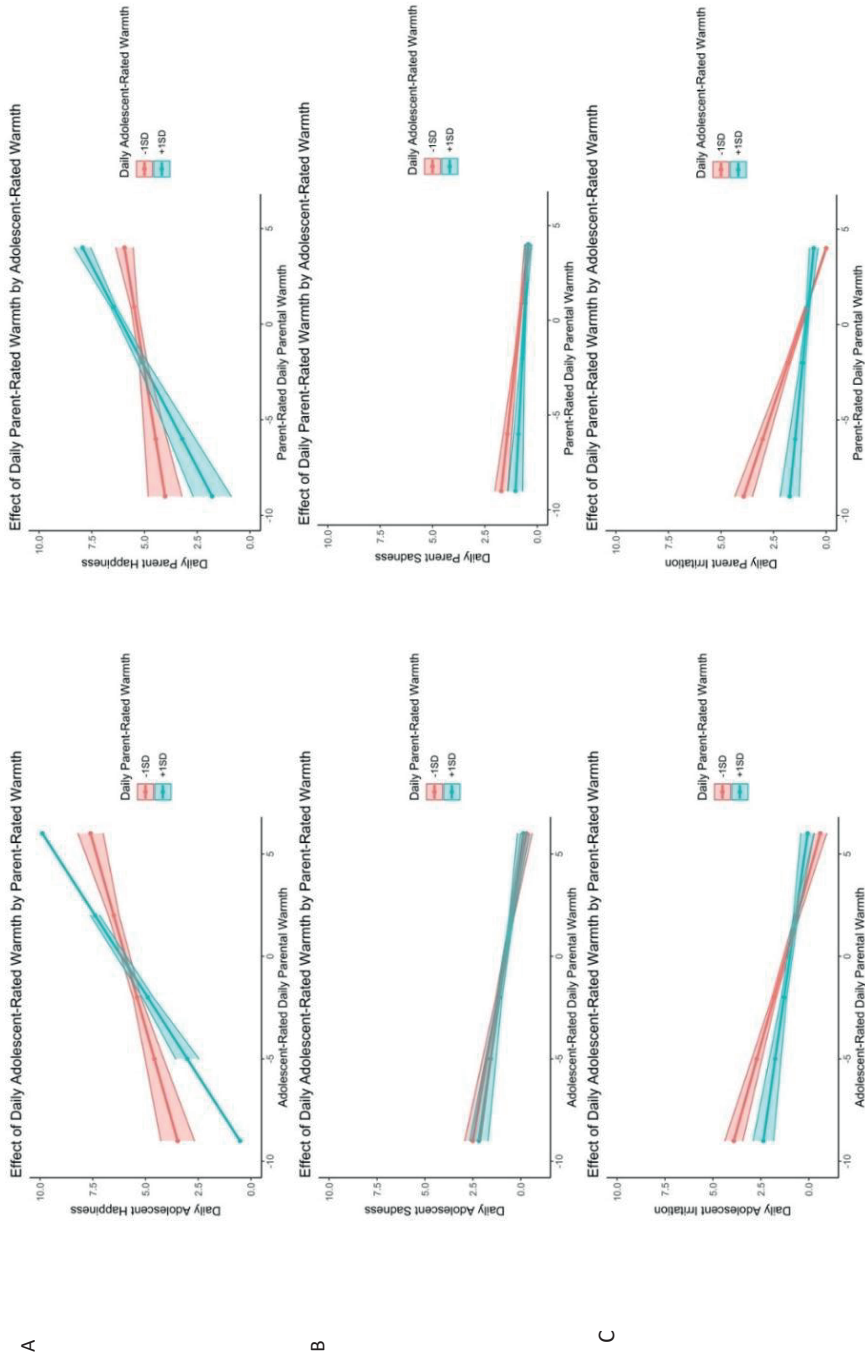 A
Effect of Daily Adolescent-Rated Warmth by Parent-Rated Warmth
Daily Adolescent Happiness
10.0
7.5
5.0
2.5
0.0
-10
-5
0
5
Adolescent-Rated Daily Parental Warmth
Daily Parent-Rated Warmth
-1SD
+1SD
Effect of Daily Parent-Rated Warmth by Adolescent-Rated Warmth
Daily Parent Happiness
10.0
7.5
5.0
2.5
0.0
-10
-5
0
5
Parent-Rated Daily Parental Warmth
Daily Adolescent-Rated Warmth
-1SD
+1SD
B
Effect of Daily Adolescent-Rated Warmth by Parent-Rated Warmth
Daily Adolescent Sadness
10.0
7.5
5.0
2.5
0.0
-10
-5
0
5
Adolescent-Rated Daily Parental Warmth
Daily Parent-Rated Warmth
-1SD
+1SD
Effect of Daily Parent-Rated Warmth by Adolescent-Rated Warmth
Daily Parent Sadness
10.0
7.5
5.0
2.5
0.0
-10
-5
0
5
Parent-Rated Daily Parental Warmth
Daily Adolescent-Rated Warmth
-1SD
+1SD
C
Effect of Daily Adolescent-Rated Warmth by Parent-Rated Warmth
Daily Adolescent Irritation
10.0
7.5
5.0
2.5
0.0
-10
-5
0
5
Adolescent-Rated Daily Parental Warmth
Daily Parent-Rated Warmth
-1SD
+1SD
Effect of Daily Parent-Rated Warmth by Adolescent-Rated Warmth
Daily Parent Irritation
10.0
7.5
5.0
2.5
0.0
-10
-5
0
5
Parent-Rated Daily Parental Warmth
Daily Adolescent-Rated Warmth
-1SD
+1SD